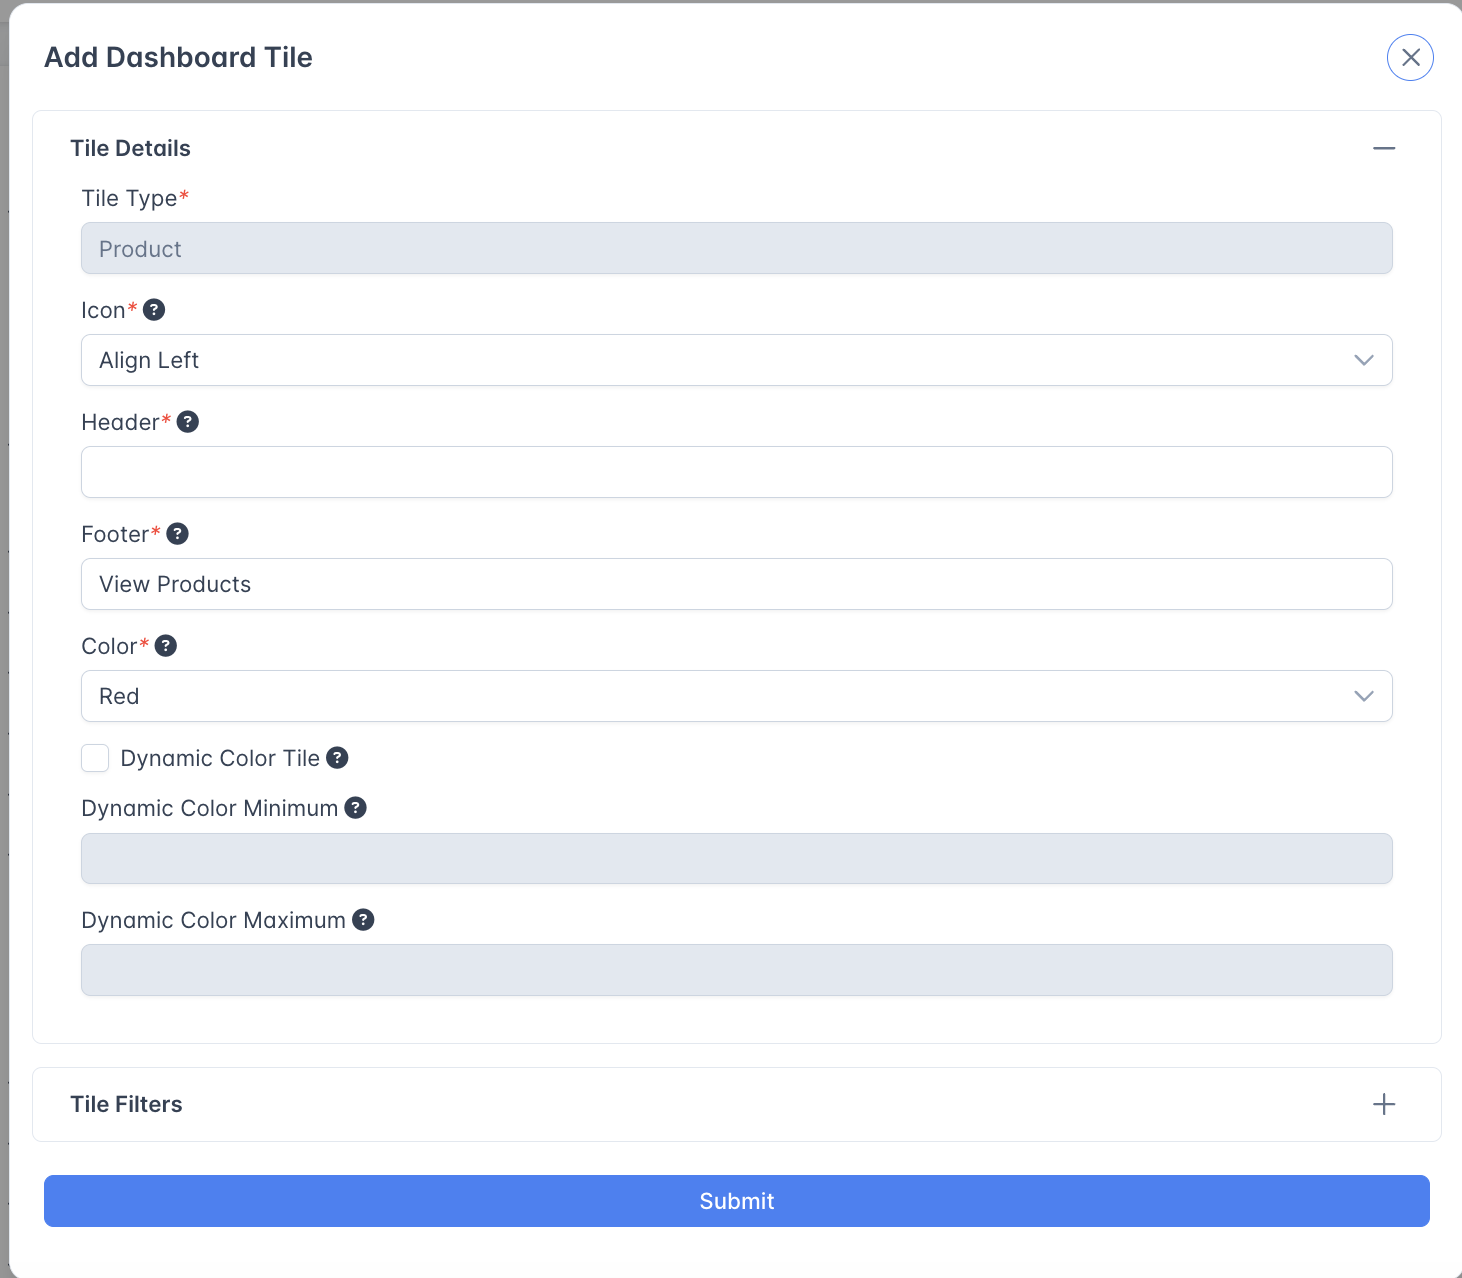 Add Dashboard Tile
Tile Details
Tile Type*
Product
Icon* ?
Align Left
Header* ?
Footer* ?
View Products
Color* ?
Red
Dynamic Color Tile ?
Dynamic Color Minimum ?
Dynamic Color Maximum ?
Tile Filters
Submit